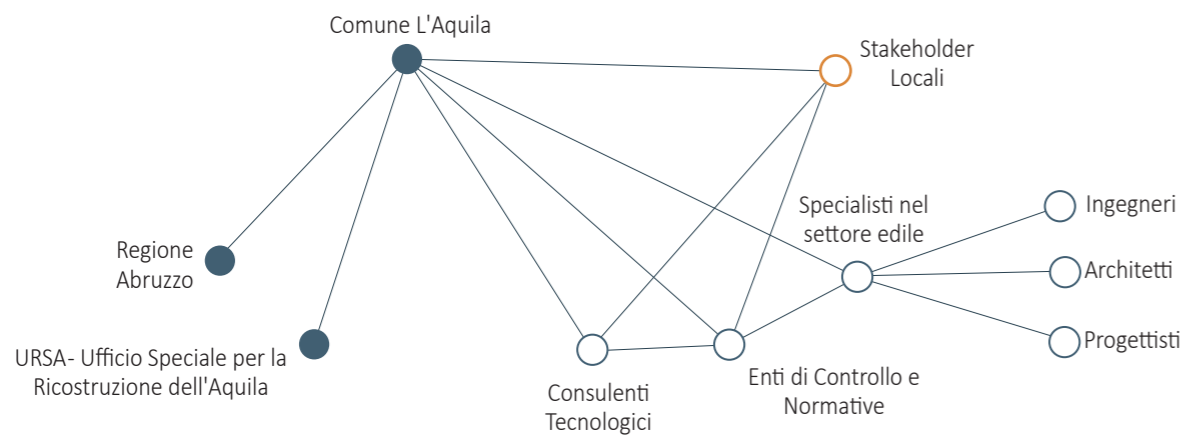 Comune L'Aquila
Stakeholder
Locali
Specialisti nel
settore edile
Ingegneri
Architetti
Progettisti
Regione
Abruzzo
URSA- Ufficio Speciale per la
Ricostruzione dell'Aquila
Consulenti
Tecnologici
Enti di Controllo e
Normative